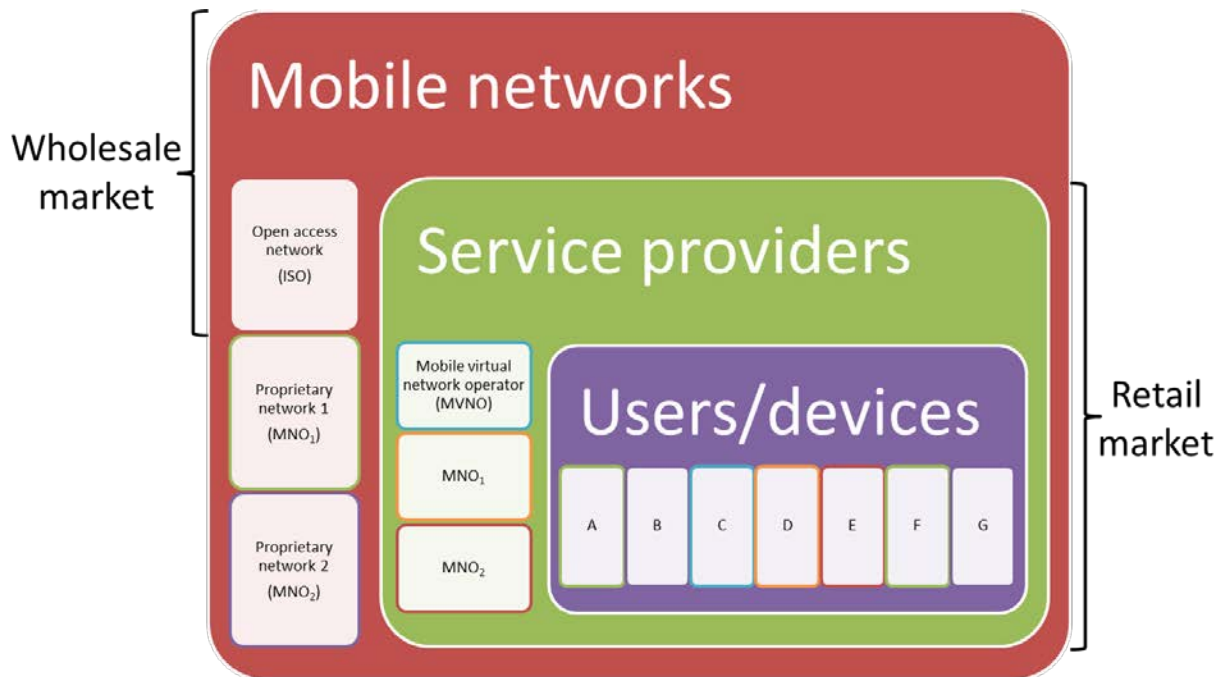 Mobile networks
Wholesale
market
Open access
network
(ISO)
Proprietary
network 1
(MNO₁)
Proprietary
network 2
(MNO₂)
Service providers
Mobile virtual
network operator
(MVNO)
MNO₁
MNO₂
Users/devices
A
B
C
D
E
F
G
Retail
market